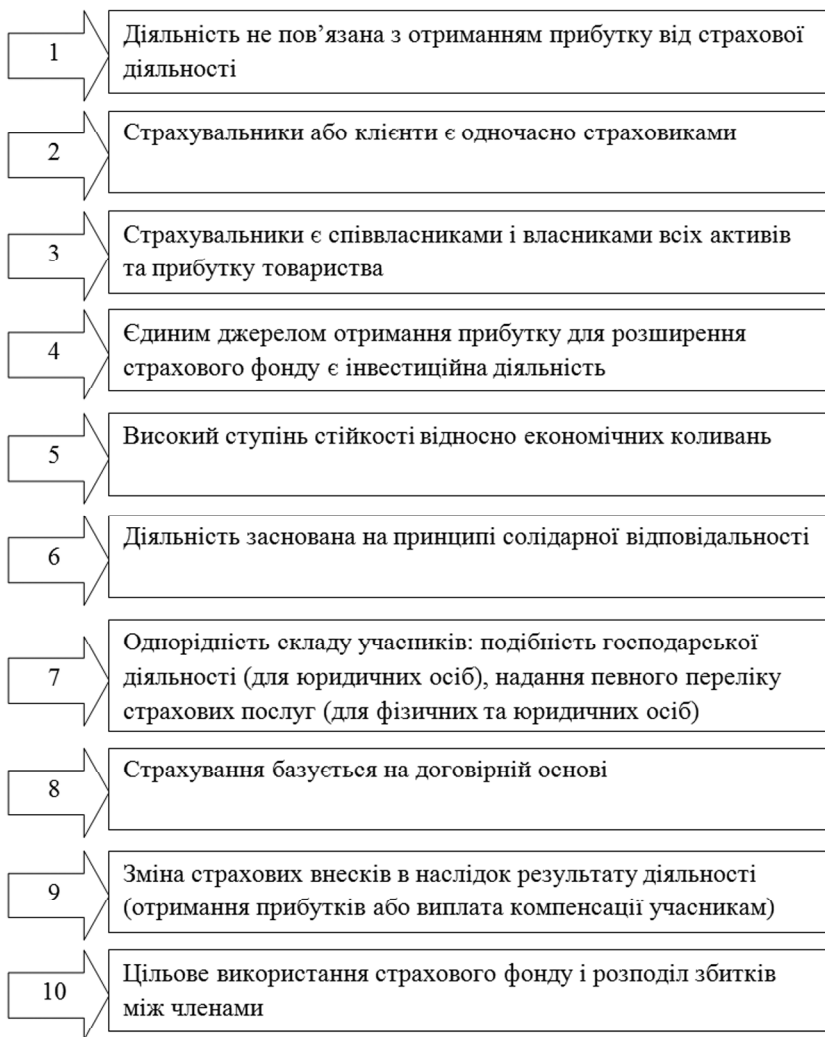 1
Діяльність не пов’язана з отриманням прибутку від страхової
діяльності
2
Страхувальники або клієнти є одночасно страховиками
3
Страхувальники є співвласниками і власниками всіх активів
та прибутку товариства
4
Єдиним джерелом отримання прибутку для розширення
страхового фонду є інвестиційна діяльність
5
Високий ступінь стійкості відносно економічних коливань
6
Діяльність заснована на принципі солідарної відповідальності
7
Однорідність складу учасників: подібність господарської
діяльності (для юридичних осіб), надання певного переліку
страхових послуг (для фізичних та юридичних осіб)
8
Страхування базується на договірній основі
9
Зміна страхових внесків в наслідок результату діяльності
(отримання прибутків або виплата компенсації учасникам)
10
Цільове використання страхового фонду і розподіл збитків
між членами